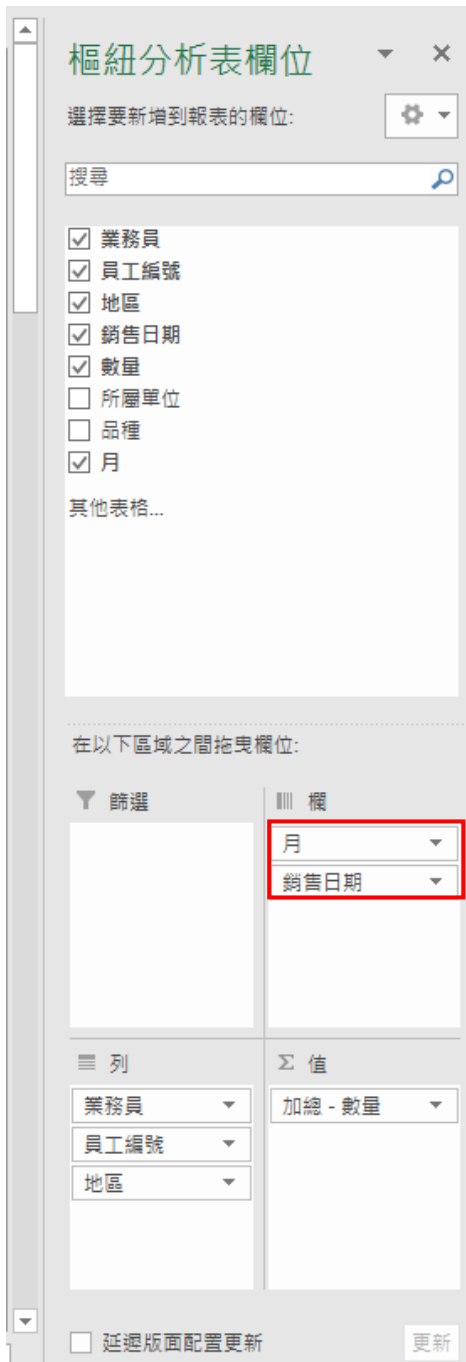 樞紐分析表欄位
選擇要新增到報表的欄位:
搜尋
業務員
員工編號
地區
銷售日期
數量
所屬單位
品種
月
其他表格...
在以下區域之間拖曳欄位:
篩選
欄
月
銷售日期
列
Σ 值
業務員
加總 - 數量
員工編號
地區
延遲版面配置更新
更新